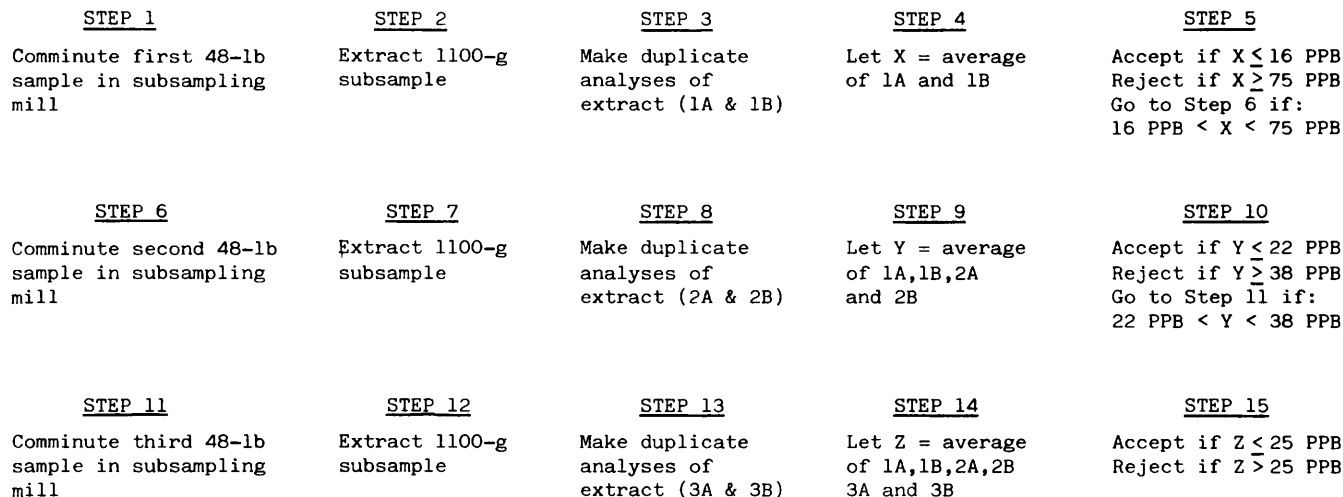 STEP 1
Comminute first 48-lb
sample in subsampling
mill
STEP 2
Extract 1100-g
subsample
STEP 3
Make duplicate
analyses of
extract (1A & 1B)
STEP 4
Let X = average
of 1A and 1B
STEP 5
Accept if X ≤ 16 PPB
Reject if X ≥ 75 PPB
Go to Step 6 if:
16 PPB < X < 75 PPB
STEP 6
Comminute second 48-lb
sample in subsampling
mill
STEP 7
Extract 1100-g
subsample
STEP 8
Make duplicate
analyses of
extract (2A & 2B)
STEP 9
Let Y = average
of 1A,1B,2A
and 2B
STEP 10
Accept if Y ≤ 22 PPB
Reject if Y ≥ 38 PPB
Go to Step 11 if:
22 PPB < Y < 38 PPB
STEP 11
Comminute third 48-lb
sample in subsampling
mill
STEP 12
Extract 1100-g
subsample
STEP 13
Make duplicate
analyses of
extract (3A & 3B)
STEP 14
Let Z = average
of 1A,1B,2A,2B
3A and 3B
STEP 15
Accept if Z ≤ 25 PPB
Reject if Z > 25 PPB